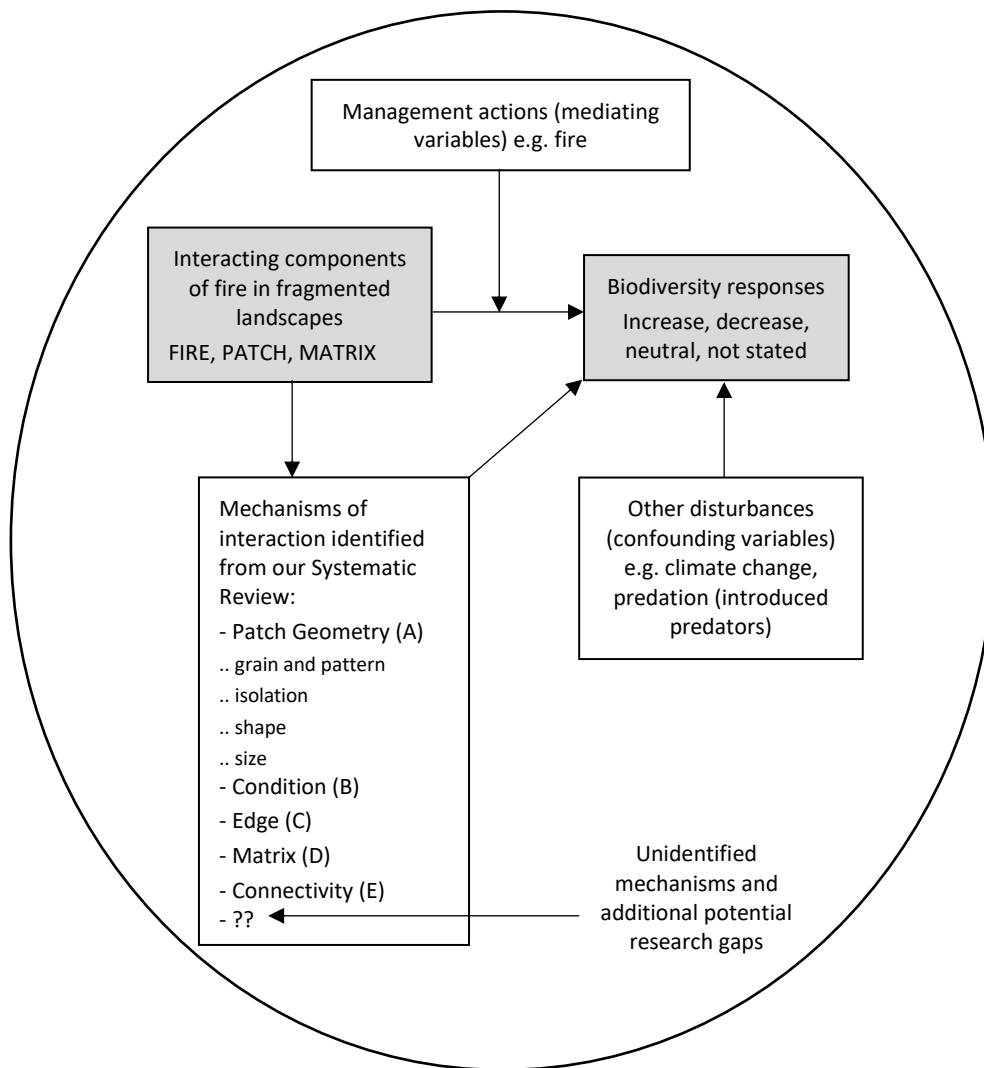 Management actions (mediating
variables) e.g. fire
Interacting components
of fire in fragmented
landscapes
FIRE, PATCH, MATRIX
Biodiversity responses
Increase, decrease,
neutral, not stated
Mechanisms of
interaction identified
from our Systematic
Review:
- Patch Geometry (A)
.. grain and pattern
.. isolation
.. shape
.. size
- Condition (B)
- Edge (C)
- Matrix (D)
- Connectivity (E)
- ??
Other disturbances
(confounding variables)
e.g. climate change,
predation (introduced
predators)
Unidentified
mechanisms and
additional potential
research gaps